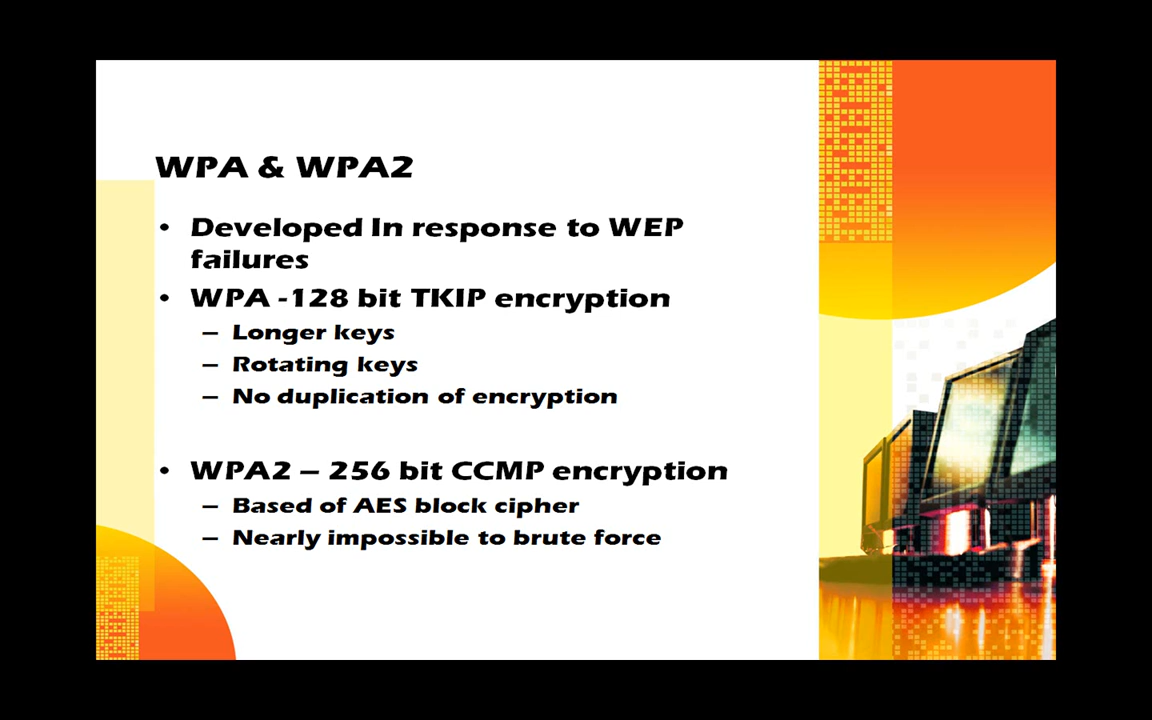 WPA & WPA2
• Developed In response to WEP
failures
• WPA -128 bit TKIP encryption
– Longer keys
– Rotating keys
– No duplication of encryption
• WPA2 – 256 bit CCMP encryption
– Based of AES block cipher
– Nearly impossible to brute force